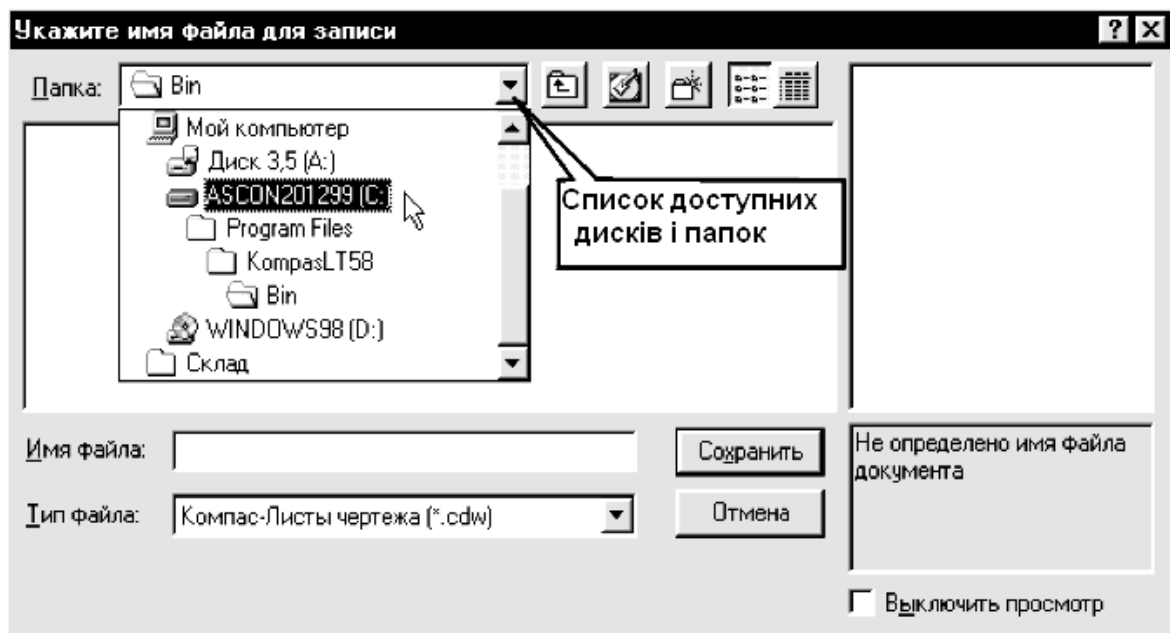 Укажите имя файла для записи
Папка: Bin
Мой компьютер
Диск 3,5 (A:)
ASCON201299 (C:
Program Files
KompasLT58
Bin
WINDOWS98 (D:)
Склад
Список доступних
дисків і папок
Имя файла:
Сохранить
Тип файла: Компас-Листы чертежа (*.cdw)
Отмена
Не определено имя файла
документа
Выключить просмотр